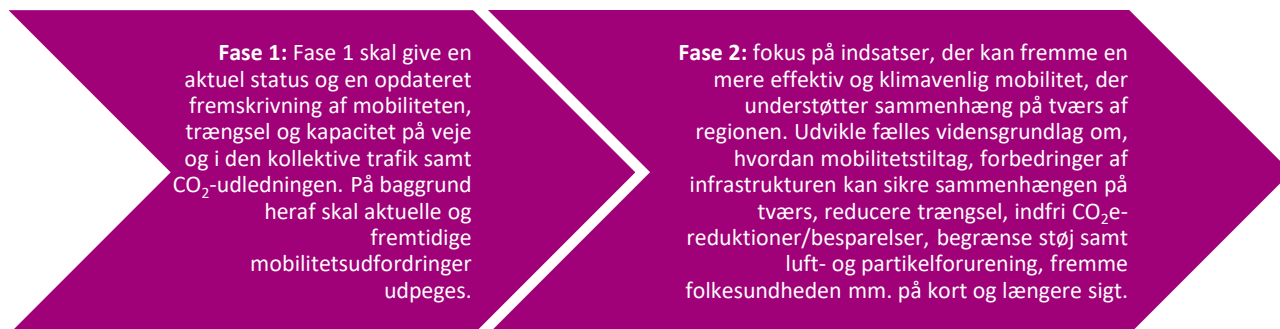 Fase 1: Fase 1 skal give en
aktuel status og en opdateret
fremskrivning af mobiliteten,
trængsel og kapacitet på veje
og i den kollektive trafik samt
CO₂-udledningen. På baggrund
heraf skal aktuelle og
fremtidige
mobilitetsudfordringer
udpeges.
Fase 2: fokus på indsatser, der kan fremme en
mere effektiv og klimavenlig mobilitet, der
understøtter sammenhæng på tværs af
regionen. Udvikle fælles vidensgrundlag om,
hvordan mobilitetstiltag, forbedringer af
infrastrukturen kan sikre sammenhængen på
tværs, reducere trængsel, indfri CO₂e-
reduktioner/besparelser, begrænse støj samt
luft- og partikelforurening, fremme
folkesundheden mm. på kort og længere sigt.